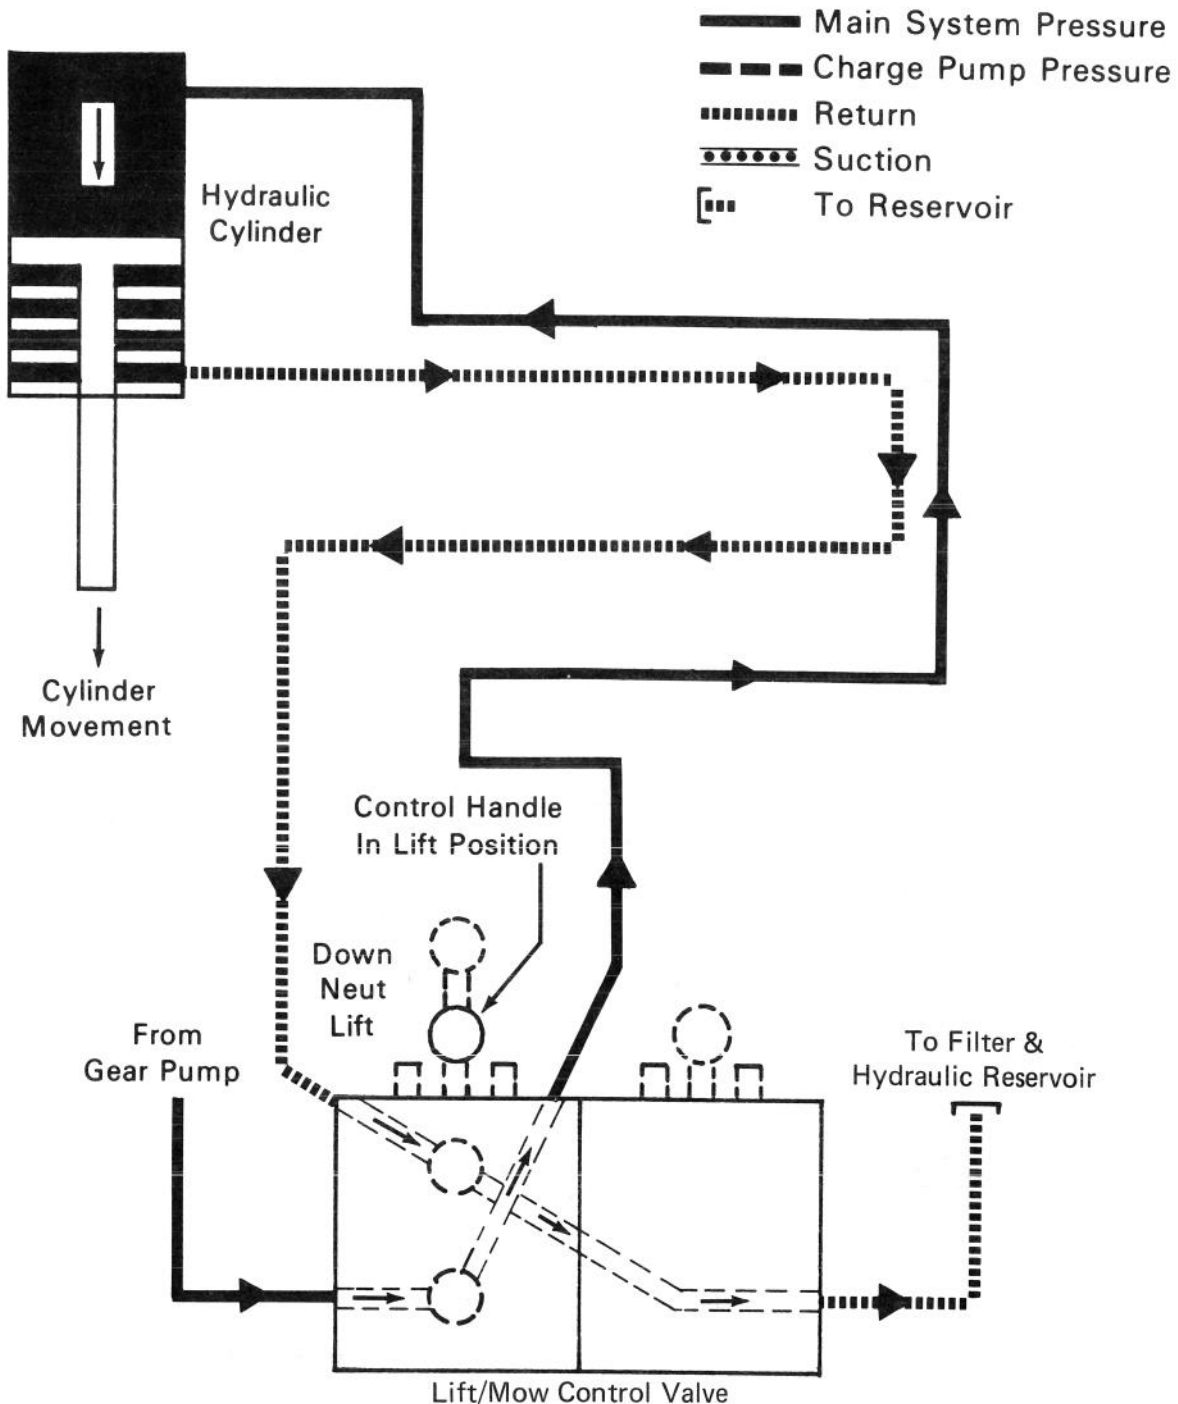 Main System Pressure
Charge Pump Pressure
Return
Suction
To Reservoir
Hydraulic
Cylinder
Cylinder
Movement
Control Handle
In Lift Position
Down
Neut
Lift
From
Gear Pump
To Filter &
Hydraulic Reservoir
Lift/Mow Control Valve